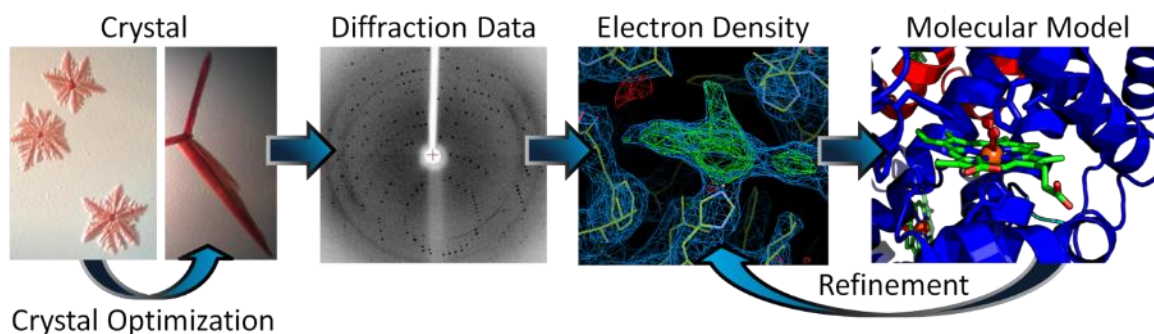 Crystal
Diffraction Data
Electron Density
Molecular Model
Crystal Optimization
Refinement